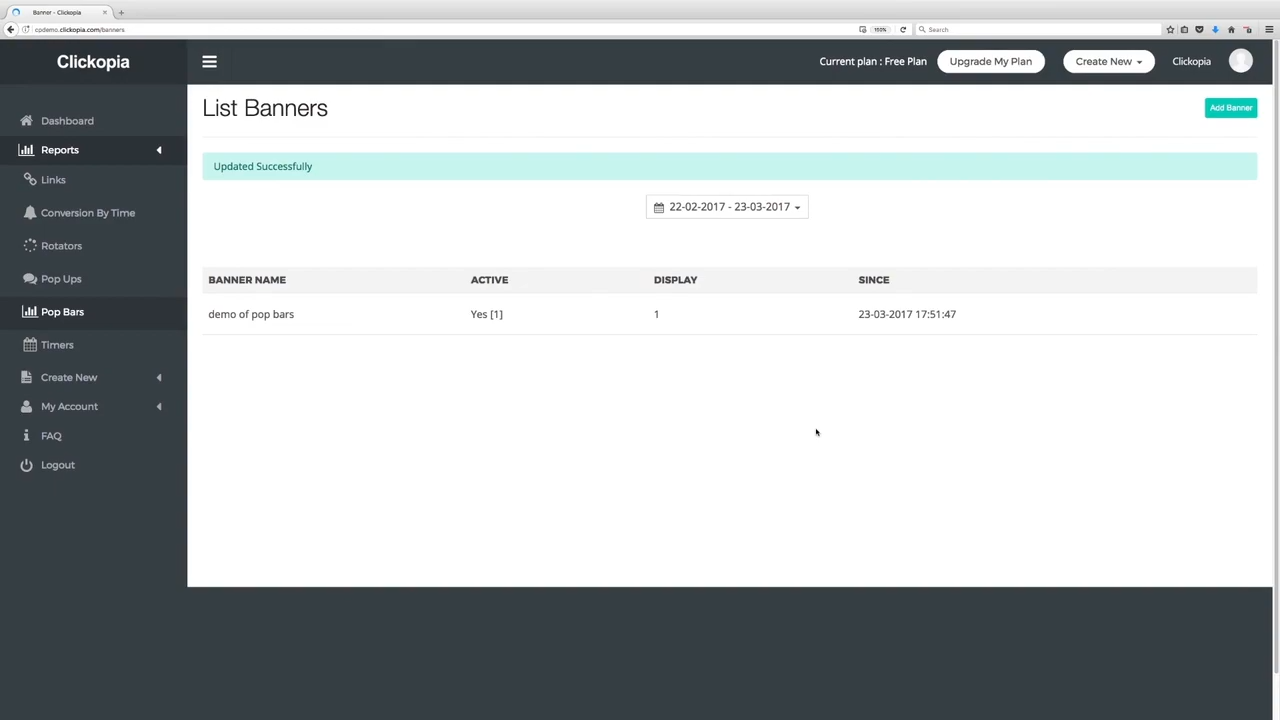 Banner - Clickopia
cpdemo.clickopia.com/banners
150%
Search
Clickopia
Current plan : Free Plan
Upgrade My Plan
Create New
Clickopia
Dashboard
Reports
Links
Conversion By Time
Rotators
Pop Ups
Pop Bars
Timers
Create New
My Account
FAQ
Logout
List Banners
Add Banner
Updated Successfully
22-02-2017 - 23-03-2017
BANNER NAME ACTIVE DISPLAY SINCE
demo of pop bars Yes [1] 1 23-03-2017 17:51:47